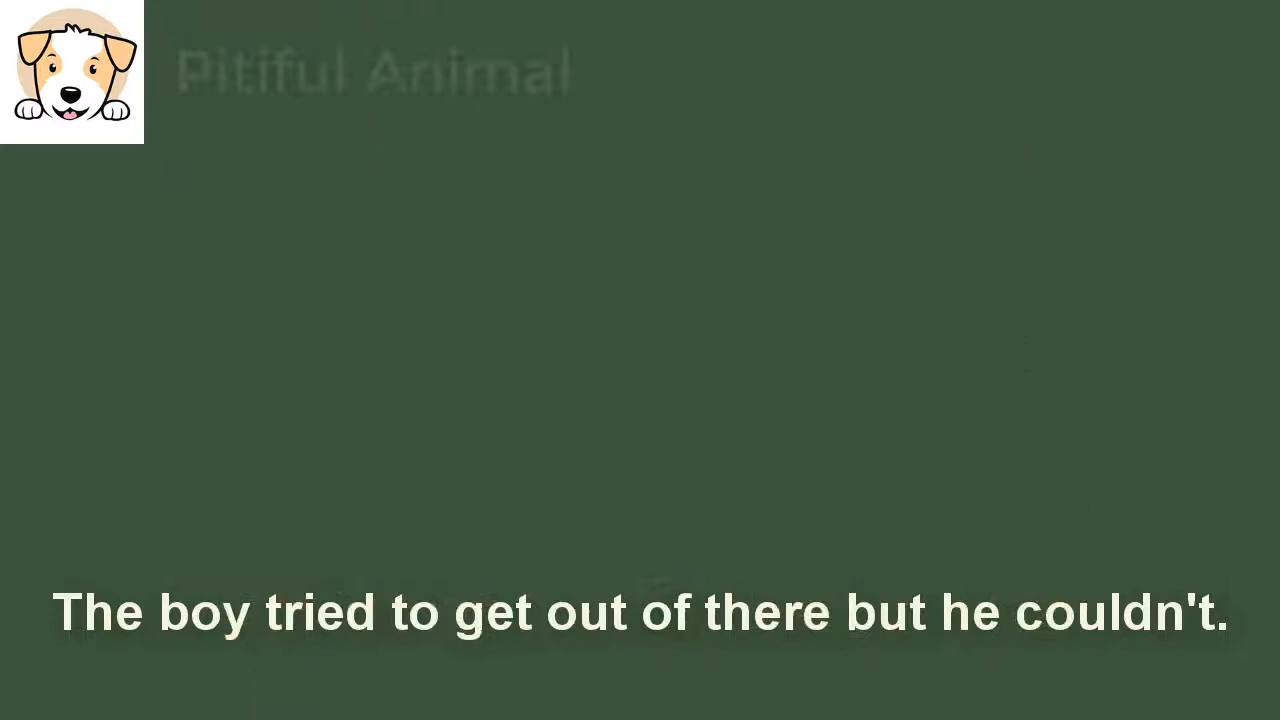 Pitiful Animal
The boy tried to get out of there but he couldn't.